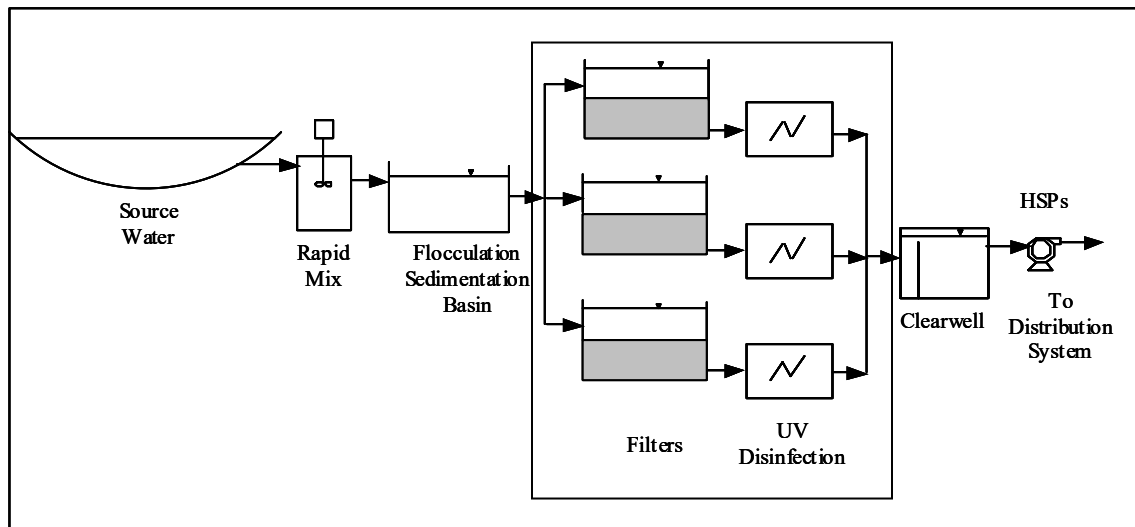 Source
Water
Rapid
Mix
Flocculation
Sedimentation
Basin
Filters
UV
Disinfection
Clearwell
HSPs
To
Distribution
System